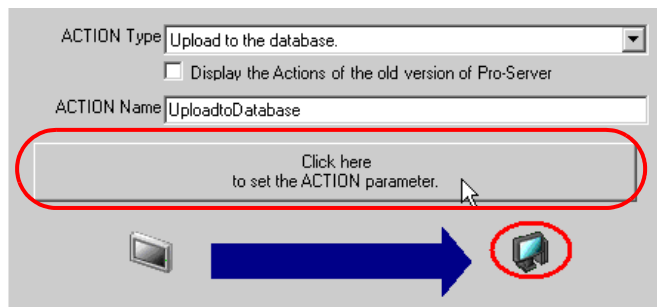 ACTION Type Upload to the database.
Display the Actions of the old version of Pro-Server
ACTION Name UploadtoDatabase
Click here
to set the ACTION parameter.